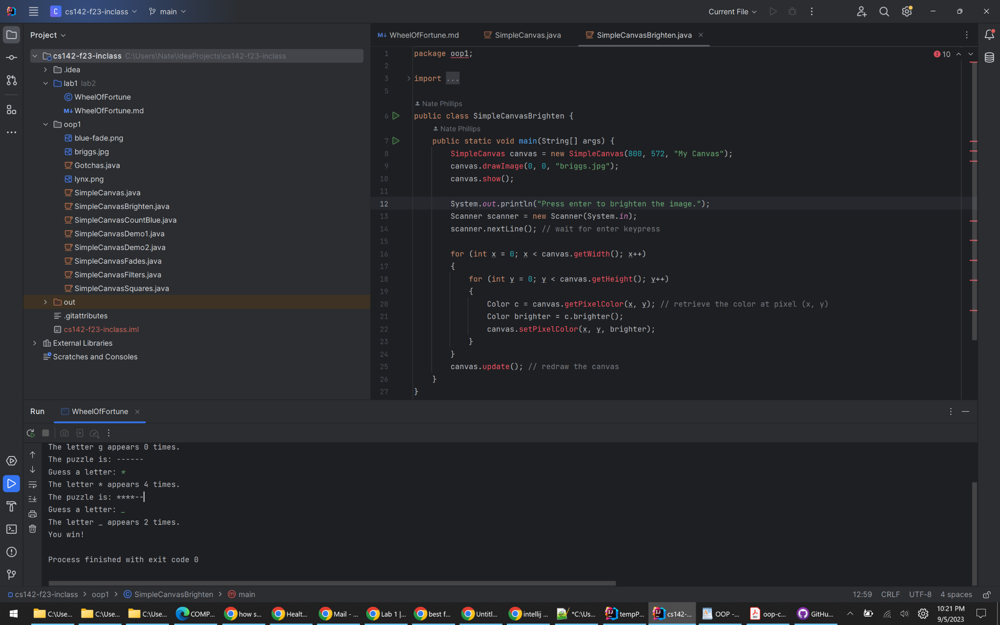 C cs142-f23-inclass main Current File
Project
cs142-f23-inclass C:\Users\Nate\IdeaProjects\cs142-f23-inclass
.idea
lab1 lab2
C WheelOfFortune
M↓ WheelOfFortune.md
oop1
blue-fade.png
briggs.jpg
Gotchas.java
lynx.png
SimpleCanvas.java
SimpleCanvasBrighten.java
SimpleCanvasCountBlue.java
SimpleCanvasDemo1.java
SimpleCanvasDemo2.java
SimpleCanvasFades.java
SimpleCanvasFilters.java
SimpleCanvasSquares.java
out
.gitattributes
cs142-f23-inclass.iml
External Libraries
Scratches and Consoles
M↓ WheelOfFortune.md SimpleCanvas.java SimpleCanvasBrighten.java
10
1 package oop1;
2
3 import ...
5
Nate Phillips
6 public class SimpleCanvasBrighten {
Nate Phillips
7 public static void main(String[] args) {
8 SimpleCanvas canvas = new SimpleCanvas(800, 572, "My Canvas");
9 canvas.drawImage(0, 0, "briggs.jpg");
10 canvas.show();
11
12 System.out.println("Press enter to brighten the image.");
13 Scanner scanner = new Scanner(System.in);
14 scanner.nextLine(); // wait for enter keypress
15
16 for (int x = 0; x < canvas.getWidth(); x++)
17 {
18 for (int y = 0; y < canvas.getHeight(); y++)
19 {
20 Color c = canvas.getPixelColor(x, y); // retrieve the color at pixel (x, y)
21 Color brighter = c.brighter();
22 canvas.setPixelColor(x, y, brighter);
23 }
24 }
25 canvas.update(); // redraw the canvas
26 }
27 }
Run WheelOfFortune
The letter g appears 0 times.
The puzzle is: ------
Guess a letter: *
The letter * appears 4 times.
The puzzle is: ****--
Guess a letter: _
The letter _ appears 2 times.
You win!
Process finished with exit code 0
cs142-f23-inclass > oop1 > C SimpleCanvasBrighten > m main 12:59 CRLF UTF-8 4 spaces
C:\Use... C:\Use... C:\Use... COMP... how s... Healt... Mail - ... Lab 1 |... best f... Untitl... intellij ... *C:\Us... tempP... cs142-... OOP -... oop-c... GitHu... 10:21 PM
9/5/2023